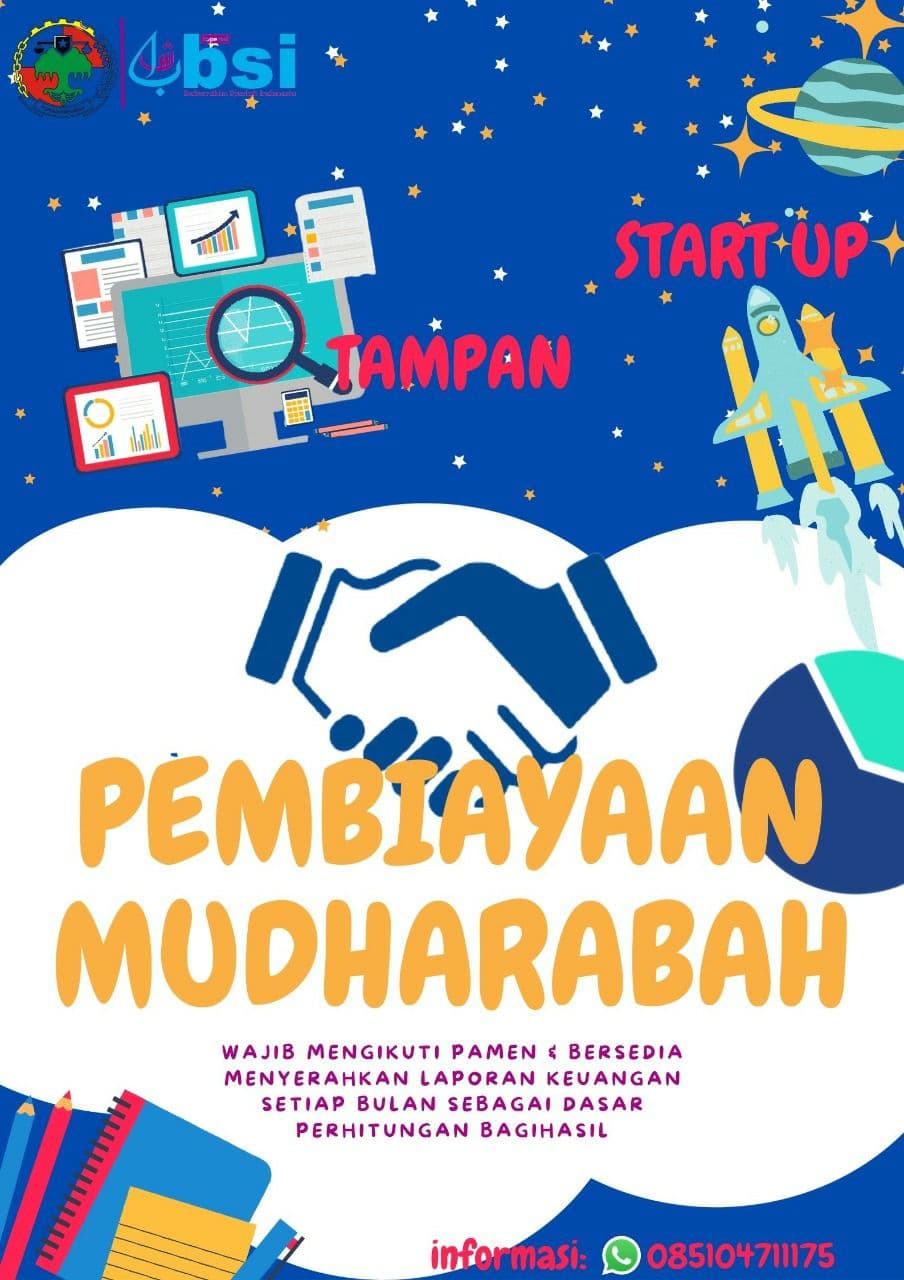 bsi
START UP
TAMPAN
PEMBIAYAAN
MUDHARABAH
WAJIB MENGIKUTI PAMEN & BERSEDIA
MENYERAHKAN LAPORAN KEUANGAN
SETIAP BULAN SEBAGAI DASAR
PERHITUNGAN BAGIHASIL
informasi: 085104711175